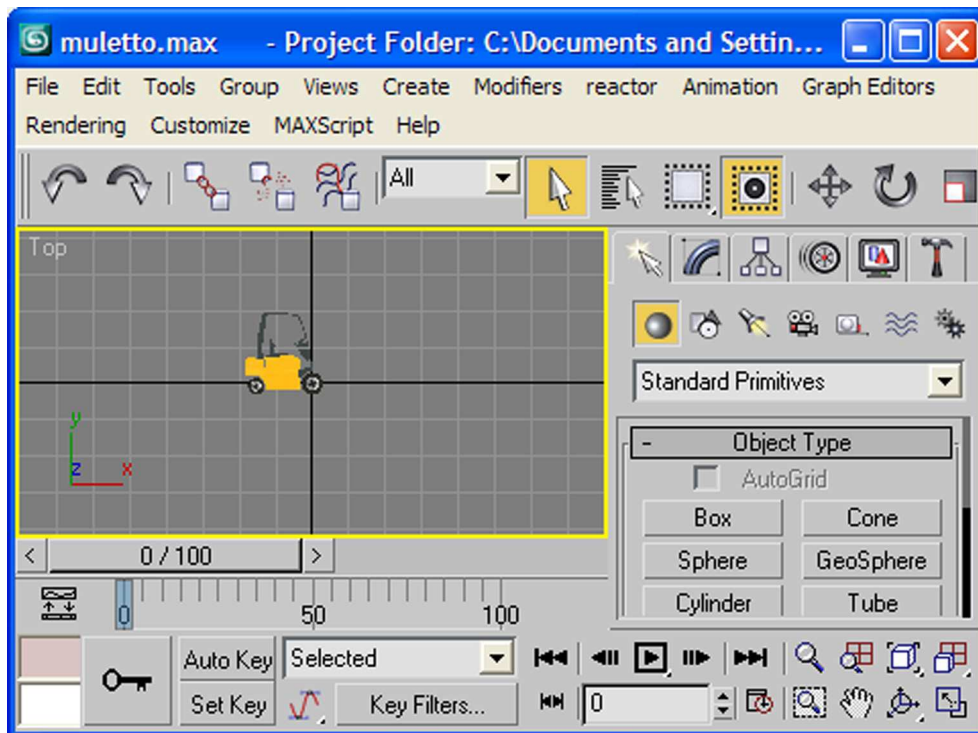 muletto.max - Project Folder: C:\Documents and Settin...
File Edit Tools Group Views Create Modifiers reactor Animation Graph Editors
Rendering Customize MAXScript Help
All
Top
y
z x
Standard Primitives
- Object Type
AutoGrid
Box Cone
Sphere GeoSphere
Cylinder Tube
< 0 / 100 >
0 50 100
Auto Key Selected
Set Key Key Filters... 0